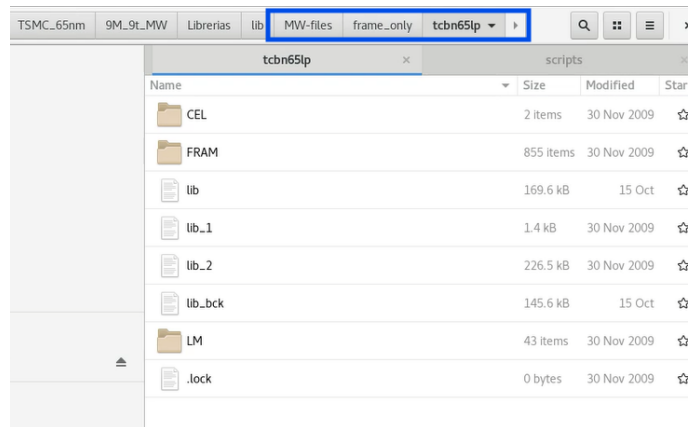 TSMC_65nm 9M_9t_MW Librerias lib MW-files frame_only tcbn65lp
tcbn65lp scripts
Name Size Modified Star
CEL 2 items 30 Nov 2009
FRAM 855 items 30 Nov 2009
lib 169.6 kB 15 Oct
lib_1 1.4 kB 30 Nov 2009
lib_2 226.5 kB 30 Nov 2009
lib_bck 145.6 kB 15 Oct
LM 43 items 30 Nov 2009
.lock 0 bytes 30 Nov 2009